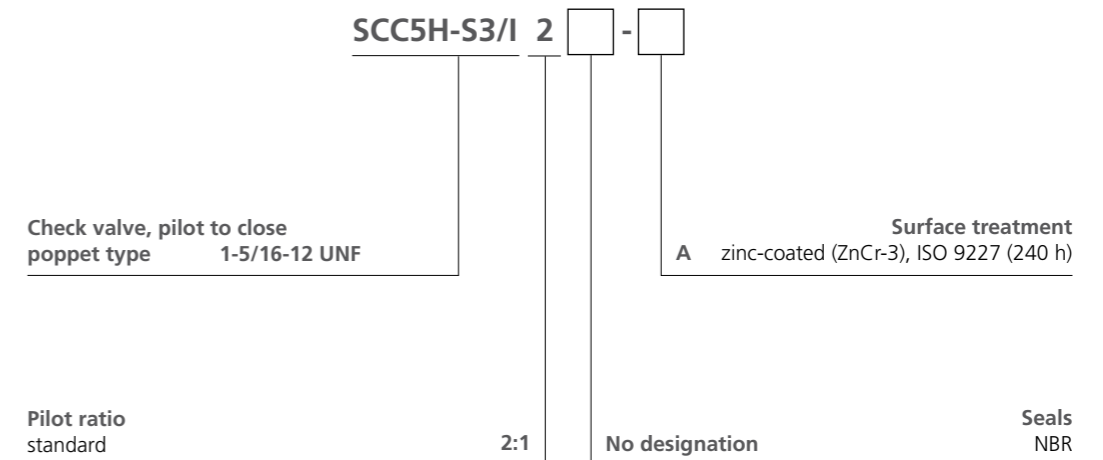 SCC5H-S3/I 2 -
Check valve, pilot to close
poppet type 1-5/16-12 UNF
Surface treatment
A zinc-coated (ZnCr-3), ISO 9227 (240 h)
Pilot ratio
standard 2:1
Seals
No designation NBR